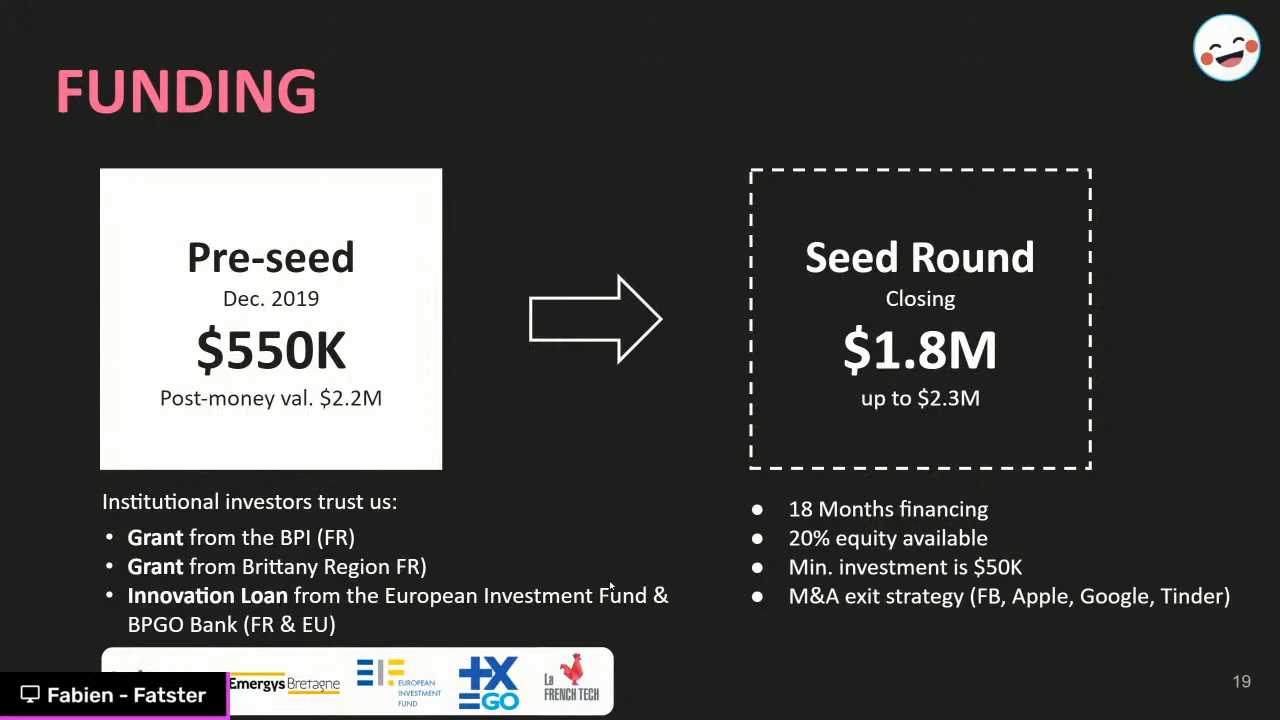 FUNDING
Pre-seed
Dec. 2019
$550K
Post-money val. $2.2M
Seed Round
Closing
$1.8M
up to $2.3M
Institutional investors trust us:
• Grant from the BPI (FR)
• Grant from Brittany Region FR)
• Innovation Loan from the European Investment Fund &
BPGO Bank (FR & EU)
● 18 Months financing
● 20% equity available
● Min. investment is $50K
● M&A exit strategy (FB, Apple, Google, Tinder)
Emergys Bretagne
EUROPEAN
INVESTMENT
FUND
GO
La
FRENCH TECH
Fabien - Fatster
19